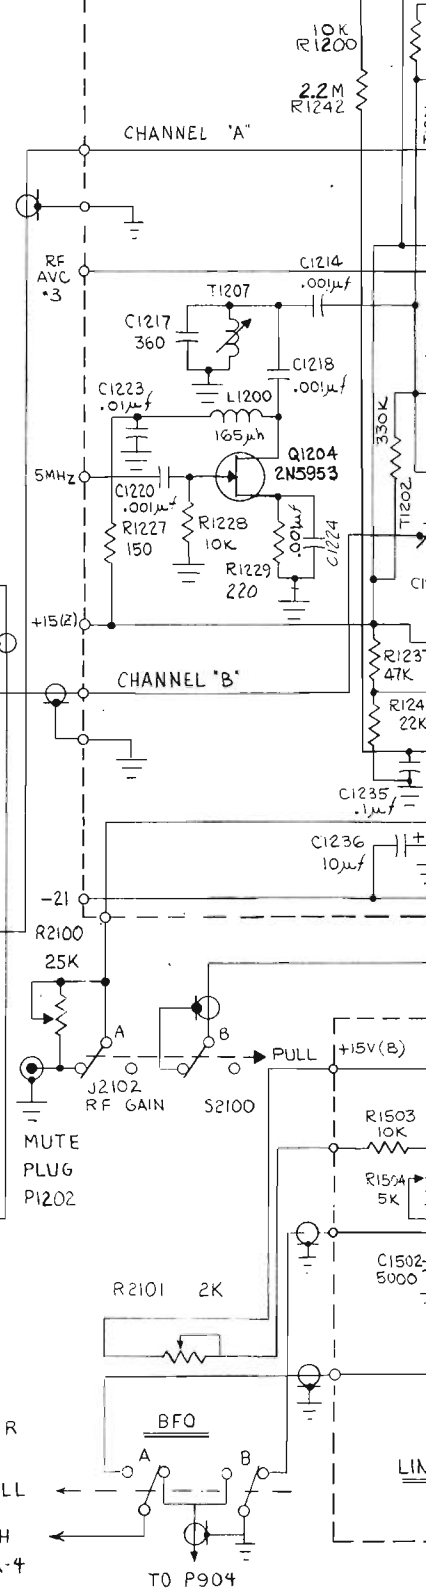 10K
R1200
2.2M
R1242
CHANNEL "A"
RF
AVC
*3
C1214
.001µf
T1207
C1217
360
C1218
.001µf
C1223
.01µf
L1200
165µh
330K
T1202
Q1204
2N5953
5MHz
C1220
.001µf
R1227
150
R1228
10K
.001µf
C1224
R1229
220
+15(Z)
R1237
47K
CHANNEL "B"
R124
22K
C1235
.1µf
C1236
10µf
+
-21
R2100
25K
A
B
PULL
+15V(B)
J2102
RF GAIN
S2100
R1503
10K
MUTE
PLUG
P1202
R1504
5K
C1502
5000
R2101 2K
BFO
R
A
B
LL
LIN
H
-4
TO P904